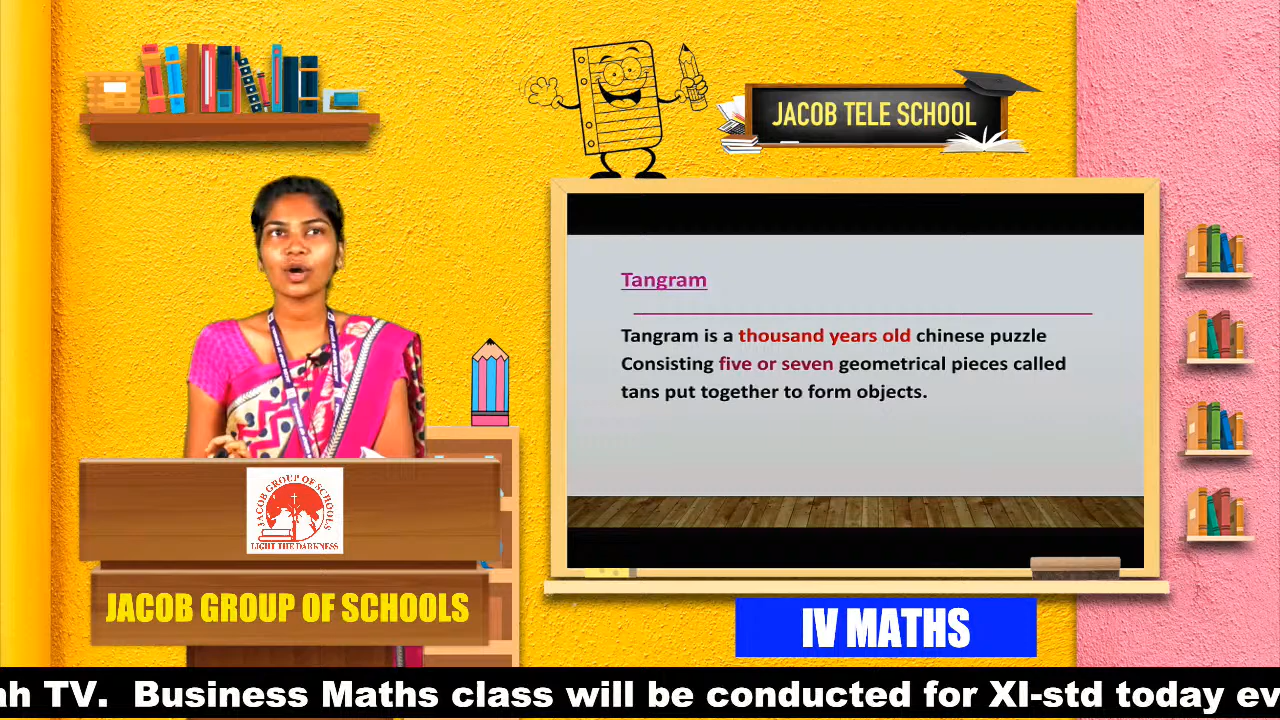 JACOB TELE SCHOOL
Tangram
Tangram is a thousand years old chinese puzzle
Consisting five or seven geometrical pieces called
tans put together to form objects.
JACOB GROUP OF SCHOOLS
LIGHT THE DARKNESS
JACOB GROUP OF SCHOOLS
IV MATHS
ah TV. Business Maths class will be conducted for XI-std today ev